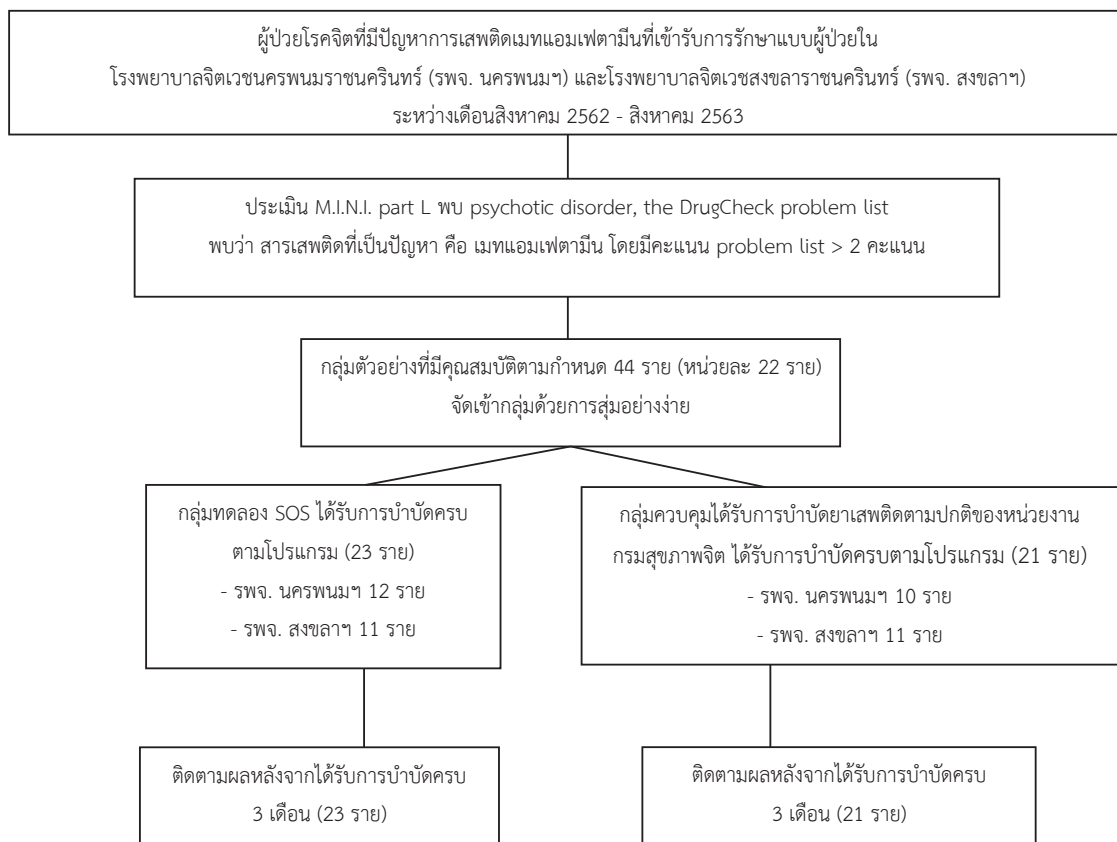 ผู้ป่วยโรคจิตที่มีปัญหาการเสพติดเมทแอมเฟตามีนที่เข้ารับการรักษาแบบผู้ป่วยใน
โรงพยาบาลจิตเวชนครพนมราชนครินทร์ (รพจ. นครพนมฯ) และโรงพยาบาลจิตเวชสงขลาราชนครินทร์ (รพจ. สงขลาฯ)
ระหว่างเดือนสิงหาคม 2562 - สิงหาคม 2563
ประเมิน M.I.N.I. part L พบ psychotic disorder, the DrugCheck problem list
พบว่า สารเสพติดที่เป็นปัญหา คือ เมทแอมเฟตามีน โดยมีคะแนน problem list > 2 คะแนน
กลุ่มตัวอย่างที่มีคุณสมบัติตามกำหนด 44 ราย (หน่วยละ 22 ราย)
จัดเข้ากลุ่มด้วยการสุ่มอย่างง่าย
กลุ่มทดลอง SOS ได้รับการบำบัดครบ
ตามโปรแกรม (23 ราย)
- รพจ. นครพนมฯ 12 ราย
- รพจ. สงขลาฯ 11 ราย
กลุ่มควบคุมได้รับการบำบัดยาเสพติดตามปกติของหน่วยงาน
กรมสุขภาพจิต ได้รับการบำบัดครบตามโปรแกรม (21 ราย)
- รพจ. นครพนมฯ 10 ราย
- รพจ. สงขลาฯ 11 ราย
ติดตามผลหลังจากได้รับการบำบัดครบ
3 เดือน (23 ราย)
ติดตามผลหลังจากได้รับการบำบัดครบ
3 เดือน (21 ราย)